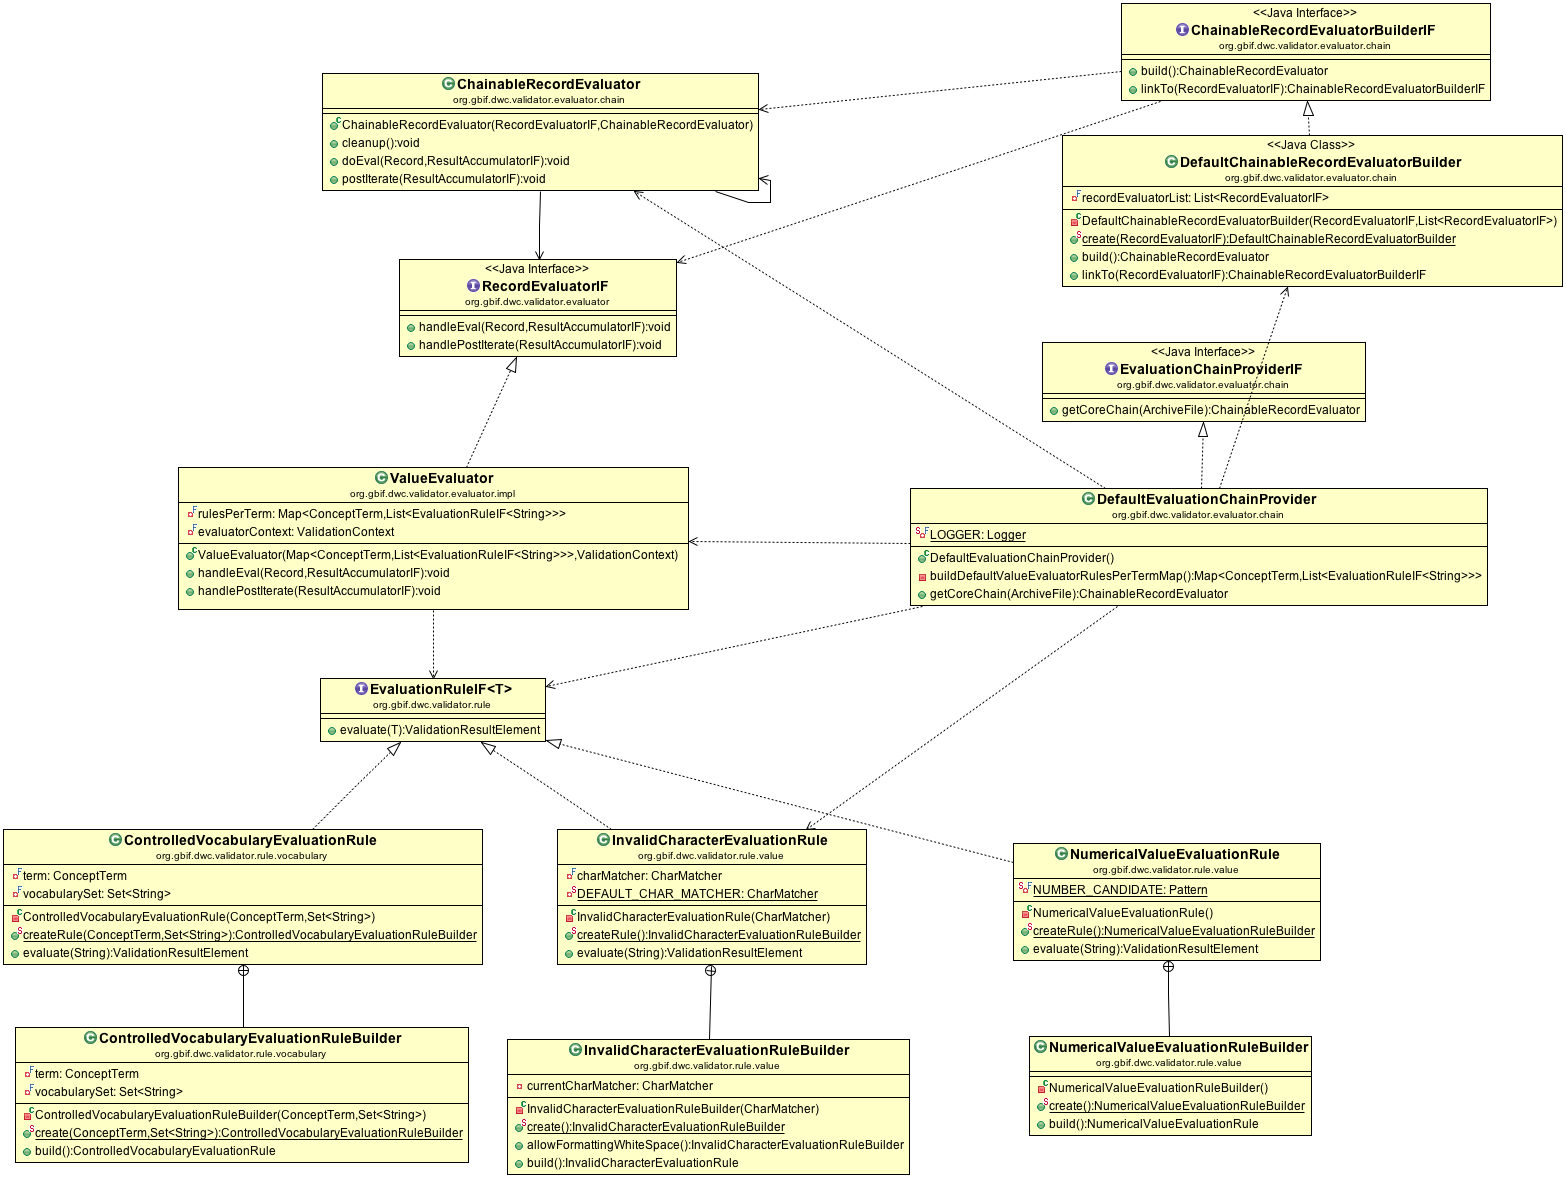 <<Java Interface>>
ChainableRecordEvaluatorBuilderIF
org.gbif.dwc.validator.evaluator.chain
build():ChainableRecordEvaluator
linkTo(RecordEvaluatorIF):ChainableRecordEvaluatorBuilderIF
ChainableRecordEvaluator
org.gbif.dwc.validator.evaluator.chain
ChainableRecordEvaluator(RecordEvaluatorIF,ChainableRecordEvaluator)
cleanup():void
doEval(Record,ResultAccumulatorIF):void
postIterate(ResultAccumulatorIF):void
<<Java Class>>
DefaultChainableRecordEvaluatorBuilder
org.gbif.dwc.validator.evaluator.chain
recordEvaluatorList: List<RecordEvaluatorIF>
DefaultChainableRecordEvaluatorBuilder(RecordEvaluatorIF,List<RecordEvaluatorIF>)
create(RecordEvaluatorIF):DefaultChainableRecordEvaluatorBuilder
build():ChainableRecordEvaluator
linkTo(RecordEvaluatorIF):ChainableRecordEvaluatorBuilderIF
<<Java Interface>>
RecordEvaluatorIF
org.gbif.dwc.validator.evaluator
handleEval(Record,ResultAccumulatorIF):void
handlePostIterate(ResultAccumulatorIF):void
<<Java Interface>>
EvaluationChainProviderIF
org.gbif.dwc.validator.evaluator.chain
getCoreChain(ArchiveFile):ChainableRecordEvaluator
ValueEvaluator
org.gbif.dwc.validator.evaluator.impl
rulesPerTerm: Map<ConceptTerm,List<EvaluationRuleIF<String>>>
evaluatorContext: ValidationContext
ValueEvaluator(Map<ConceptTerm,List<EvaluationRuleIF<String>>>,ValidationContext)
handleEval(Record,ResultAccumulatorIF):void
handlePostIterate(ResultAccumulatorIF):void
DefaultEvaluationChainProvider
org.gbif.dwc.validator.evaluator.chain
LOGGER: Logger
DefaultEvaluationChainProvider()
buildDefaultValueEvaluatorRulesPerTermMap():Map<ConceptTerm,List<EvaluationRuleIF<String>>>
getCoreChain(ArchiveFile):ChainableRecordEvaluator
EvaluationRuleIF<T>
org.gbif.dwc.validator.rule
evaluate(T):ValidationResultElement
ControlledVocabularyEvaluationRule
org.gbif.dwc.validator.rule.vocabulary
term: ConceptTerm
vocabularySet: Set<String>
ControlledVocabularyEvaluationRule(ConceptTerm,Set<String>)
createRule(ConceptTerm,Set<String>):ControlledVocabularyEvaluationRuleBuilder
evaluate(String):ValidationResultElement
InvalidCharacterEvaluationRule
org.gbif.dwc.validator.rule.value
charMatcher: CharMatcher
DEFAULT_CHAR_MATCHER: CharMatcher
InvalidCharacterEvaluationRule(CharMatcher)
createRule():InvalidCharacterEvaluationRuleBuilder
evaluate(String):ValidationResultElement
NumericalValueEvaluationRule
org.gbif.dwc.validator.rule.value
NUMBER_CANDIDATE: Pattern
NumericalValueEvaluationRule()
createRule():NumericalValueEvaluationRuleBuilder
evaluate(String):ValidationResultElement
ControlledVocabularyEvaluationRuleBuilder
org.gbif.dwc.validator.rule.vocabulary
term: ConceptTerm
vocabularySet: Set<String>
ControlledVocabularyEvaluationRuleBuilder(ConceptTerm,Set<String>)
create(ConceptTerm,Set<String>):ControlledVocabularyEvaluationRuleBuilder
build():ControlledVocabularyEvaluationRule
InvalidCharacterEvaluationRuleBuilder
org.gbif.dwc.validator.rule.value
currentCharMatcher: CharMatcher
InvalidCharacterEvaluationRuleBuilder(CharMatcher)
create():InvalidCharacterEvaluationRuleBuilder
allowFormattingWhiteSpace():InvalidCharacterEvaluationRuleBuilder
build():InvalidCharacterEvaluationRule
NumericalValueEvaluationRuleBuilder
org.gbif.dwc.validator.rule.value
NumericalValueEvaluationRuleBuilder()
create():NumericalValueEvaluationRuleBuilder
build():NumericalValueEvaluationRule